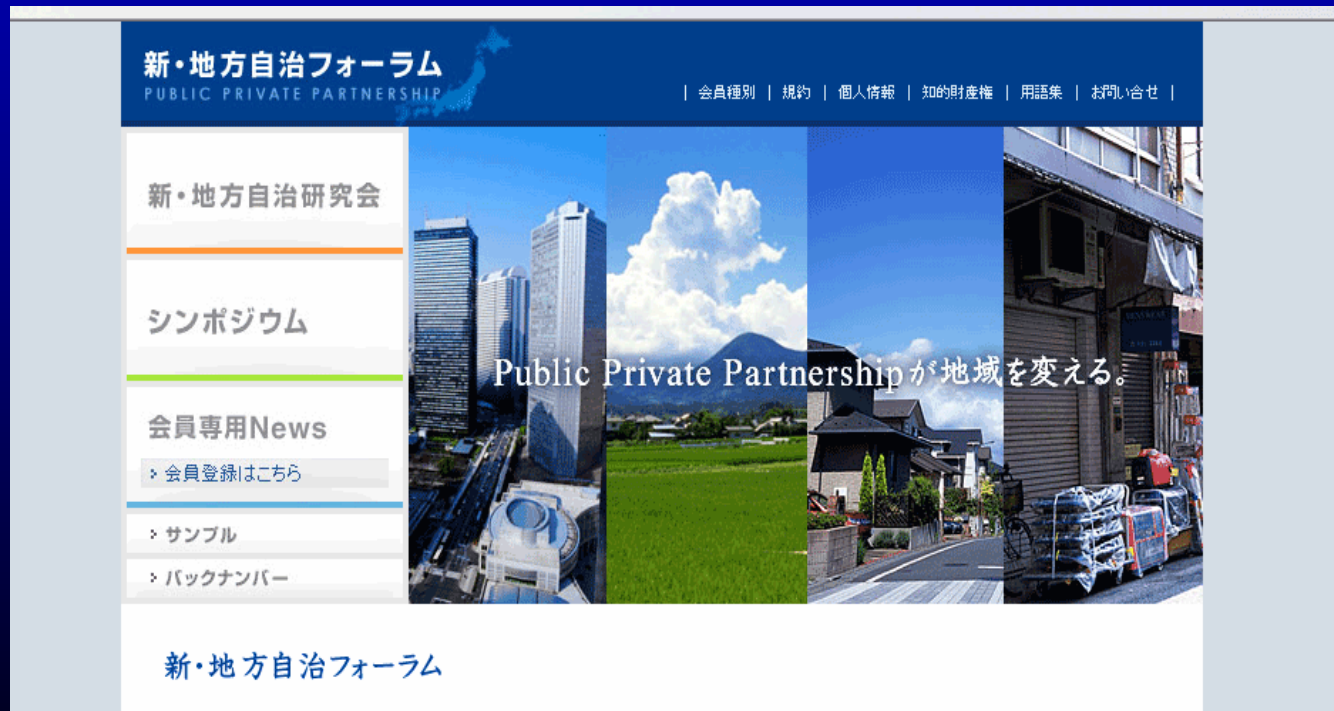 新・地方自治フォーラム
PUBLIC PRIVATE PARTNERSHIP
| 会員種別 | 規約 | 個人情報 | 知的財産権 | 用語集 | お問い合せ |
新・地方自治研究会
シンポジウム
会員専用News
> 会員登録はこちら
> サンプル
> バックナンバー
Public Private Partnershipが地域を変える。
新・地方自治フォーラム